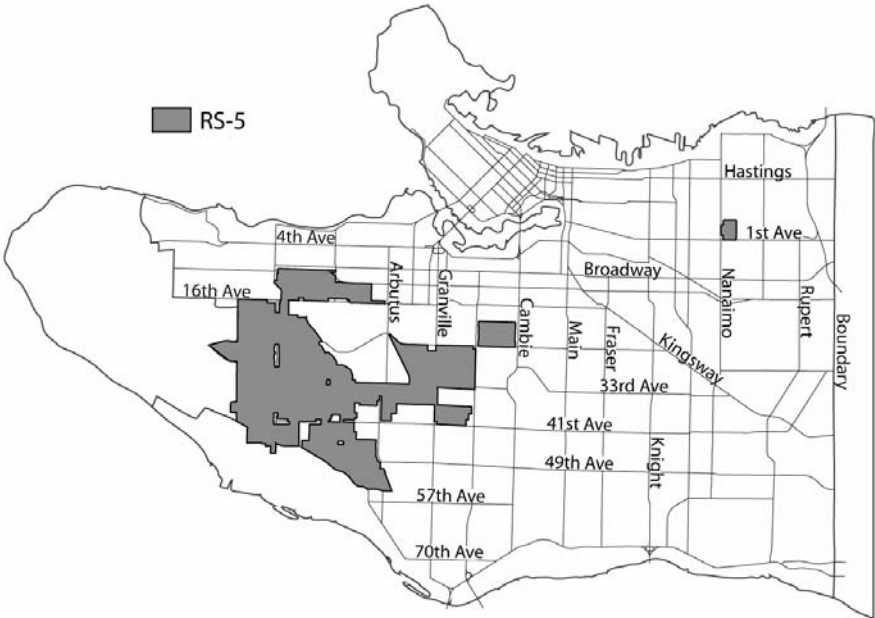 RS-5
Hastings
4th Ave
1st Ave
Broadway
16th Ave
Arbutus
Granville
Cambie
Main
Fraser
Kingsway
Nanaimo
Rupert
Boundary
33rd Ave
41st Ave
49th Ave
Knight
57th Ave
70th Ave